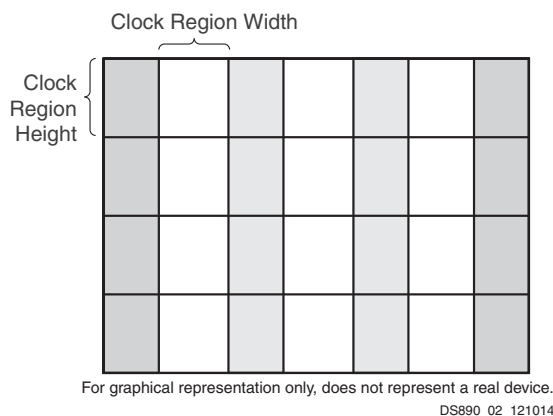 Clock Region Width
Clock
Region
Height
For graphical representation only, does not represent a real device.
DS890_02_121014